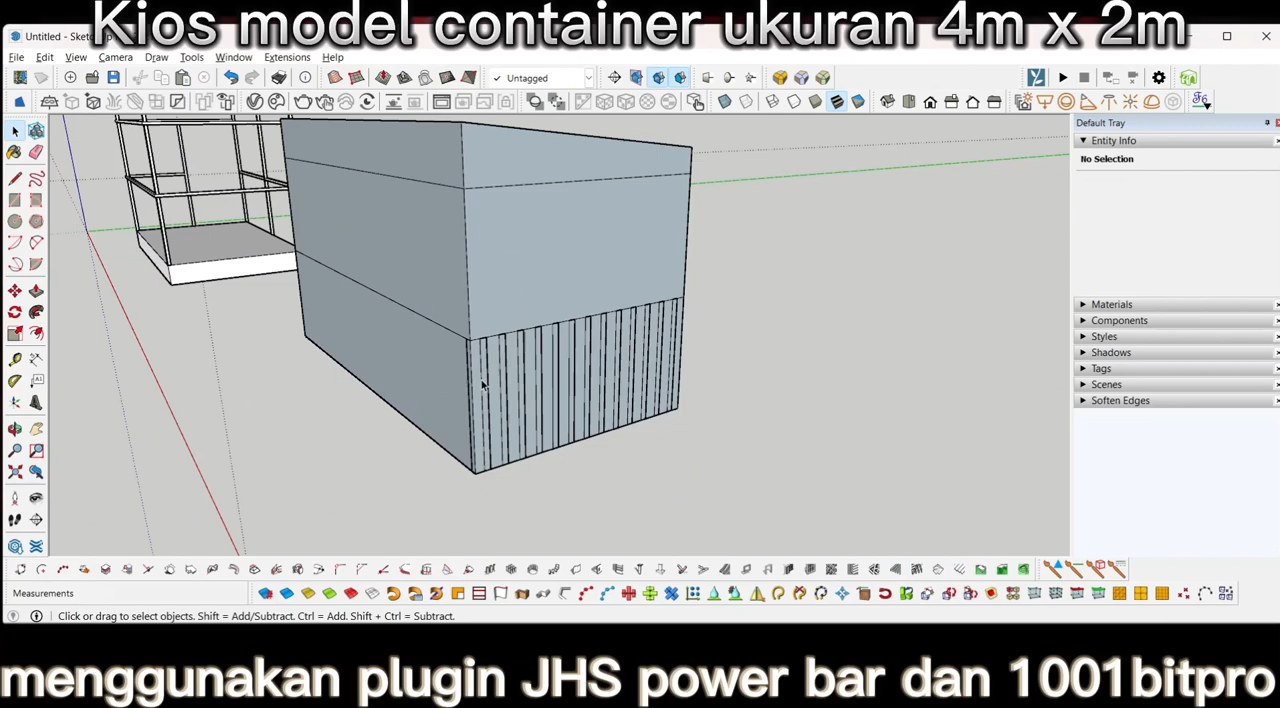 Kios model container ukuran 4m x 2m
Untitled - Sket
File Edit View Camera Draw Tools Window Extensions Help
✓ Untagged
Default Tray
Entity Info
No Selection
Materials
Components
Styles
Shadows
Tags
Scenes
Soften Edges
Measurements
Click or drag to select objects. Shift = Add/Subtract. Ctrl = Add. Shift + Ctrl = Subtract.
menggunakan plugin JHS power bar dan 1001bitpro